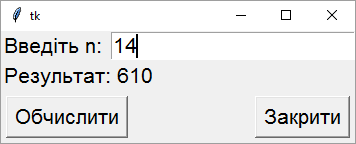 tk
Введіть n: 14
Результат: 610
Обчислити Закрити